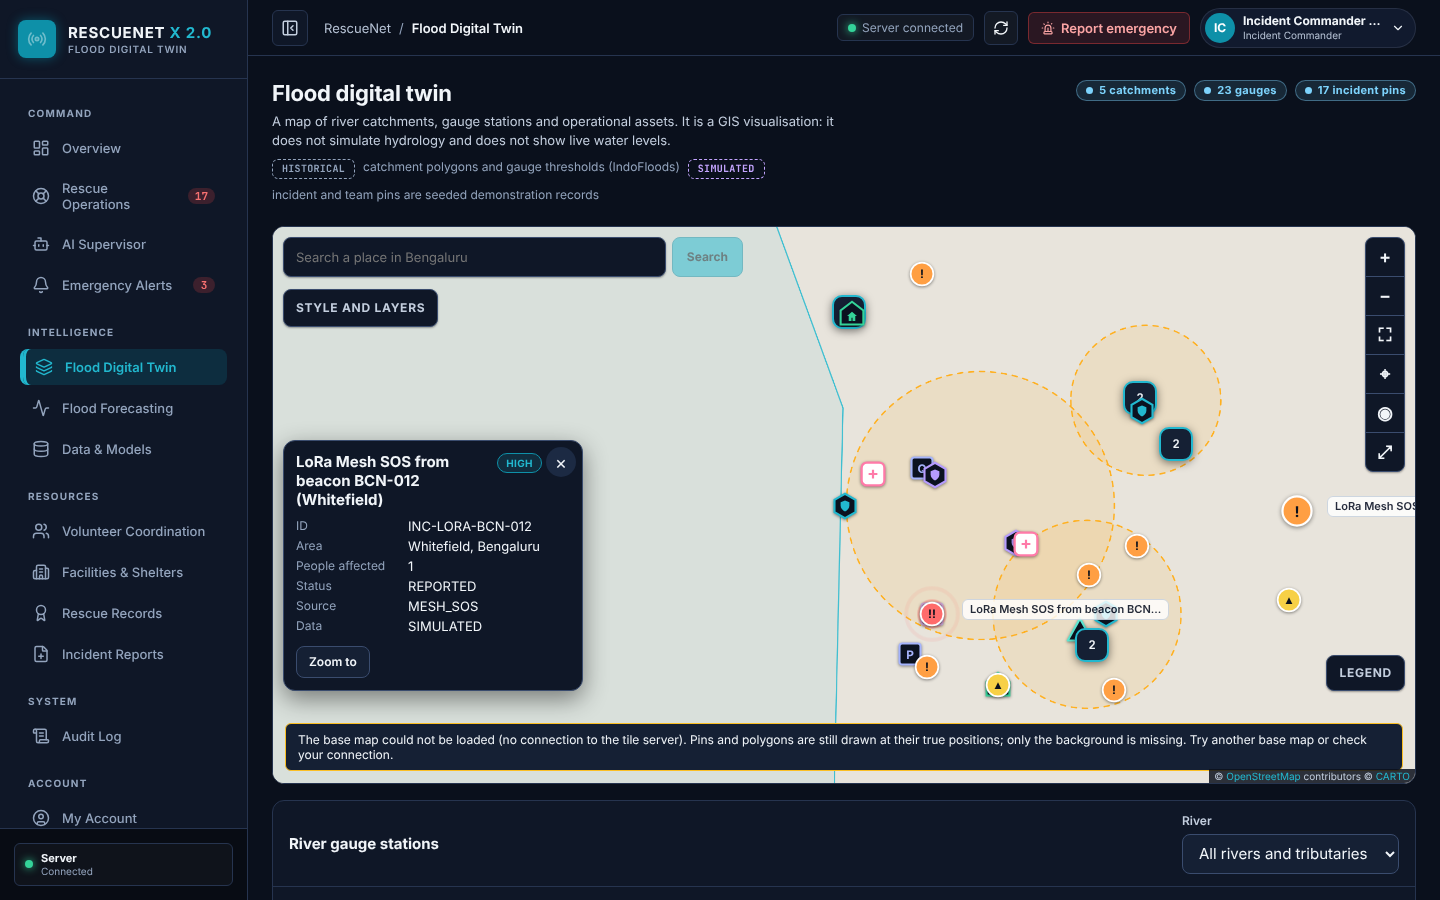 RESCUENET X 2.0
FLOOD DIGITAL TWIN
COMMAND
Overview
Rescue Operations 17
AI Supervisor
Emergency Alerts 3
INTELLIGENCE
Flood Digital Twin
Flood Forecasting
Data & Models
RESOURCES
Volunteer Coordination
Facilities & Shelters
Rescue Records
Incident Reports
SYSTEM
Audit Log
ACCOUNT
My Account
Server
Connected
RescueNet / Flood Digital Twin
Server connected
Report emergency
IC
Incident Commander ...
Incident Commander
Flood digital twin
5 catchments
23 gauges
17 incident pins
A map of river catchments, gauge stations and operational assets. It is a GIS visualisation: it
does not simulate hydrology and does not show live water levels.
HISTORICAL catchment polygons and gauge thresholds (IndoFloods) SIMULATED
incident and team pins are seeded demonstration records
Search a place in Bengaluru
Search
STYLE AND LAYERS
LoRa Mesh SOS from
beacon BCN-012
(Whitefield)
HIGH
ID INC-LORA-BCN-012
Area Whitefield, Bengaluru
People affected 1
Status REPORTED
Source MESH_SOS
Data SIMULATED
Zoom to
!
2
2
LoRa Mesh SOS
!
!
!
!!
LoRa Mesh SOS from beacon BCN...
2
P
!
!
LEGEND
The base map could not be loaded (no connection to the tile server). Pins and polygons are still drawn at their true positions; only the background is missing. Try another base map or check
your connection.
© OpenStreetMap contributors © CARTO
River gauge stations
River
All rivers and tributaries